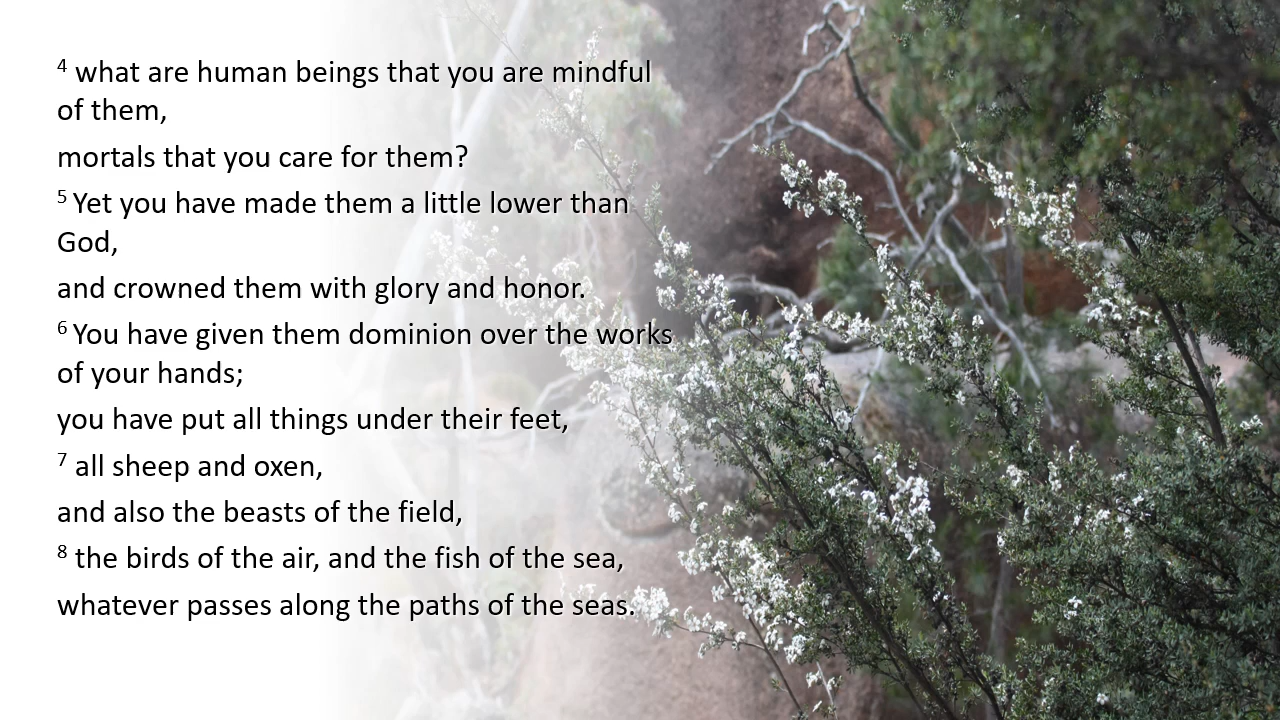 4 what are human beings that you are mindful
of them,
mortals that you care for them?
5 Yet you have made them a little lower than
God,
and crowned them with glory and honor.
6 You have given them dominion over the works
of your hands;
you have put all things under their feet,
7 all sheep and oxen,
and also the beasts of the field,
8 the birds of the air, and the fish of the sea,
whatever passes along the paths of the seas.